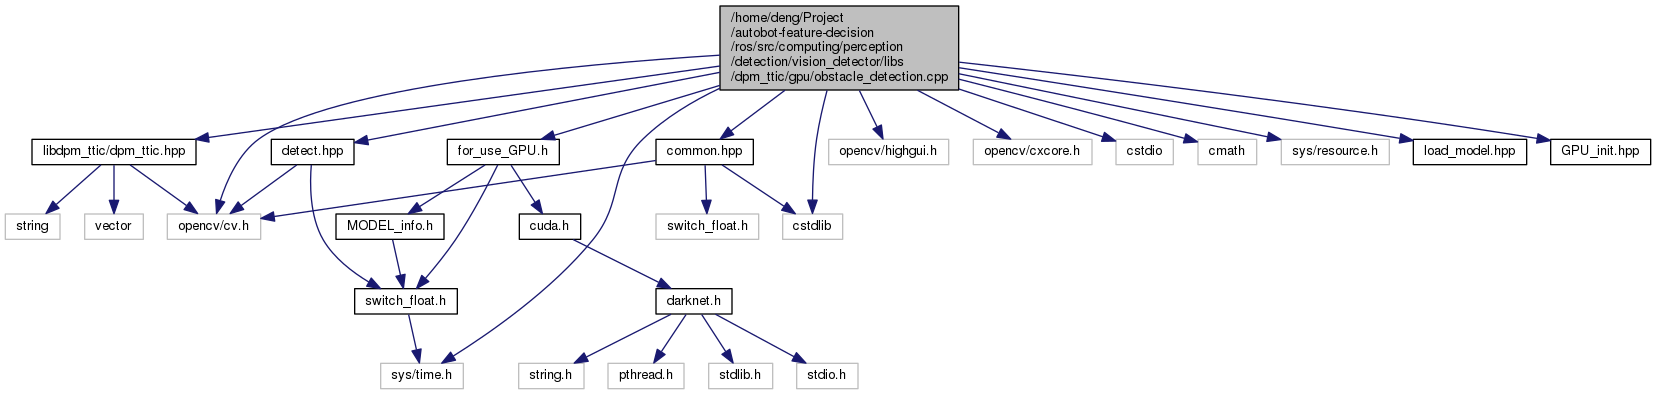 /home/deng/Project
/autobot-feature-decision
/ros/src/computing/perception
/detection/vision_detector/libs
/dpm_ttic/gpu/obstacle_detection.cpp
libdpm_ttic/dpm_ttic.hpp
detect.hpp
for_use_GPU.h
common.hpp
opencv/highgui.h
opencv/cxcore.h
cstdio
cmath
sys/resource.h
load_model.hpp
GPU_init.hpp
string
vector
opencv/cv.h
MODEL_info.h
cuda.h
switch_float.h
cstdlib
switch_float.h
darknet.h
sys/time.h
string.h
pthread.h
stdlib.h
stdio.h